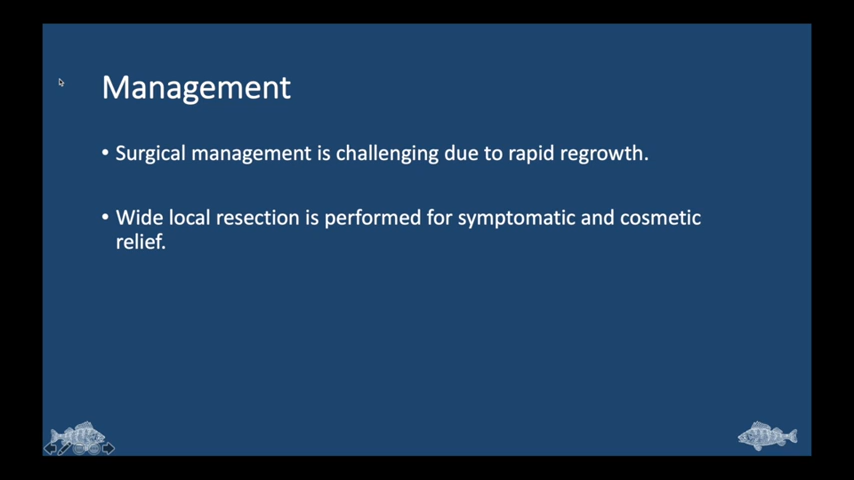 Management
• Surgical management is challenging due to rapid regrowth.
• Wide local resection is performed for symptomatic and cosmetic
relief.